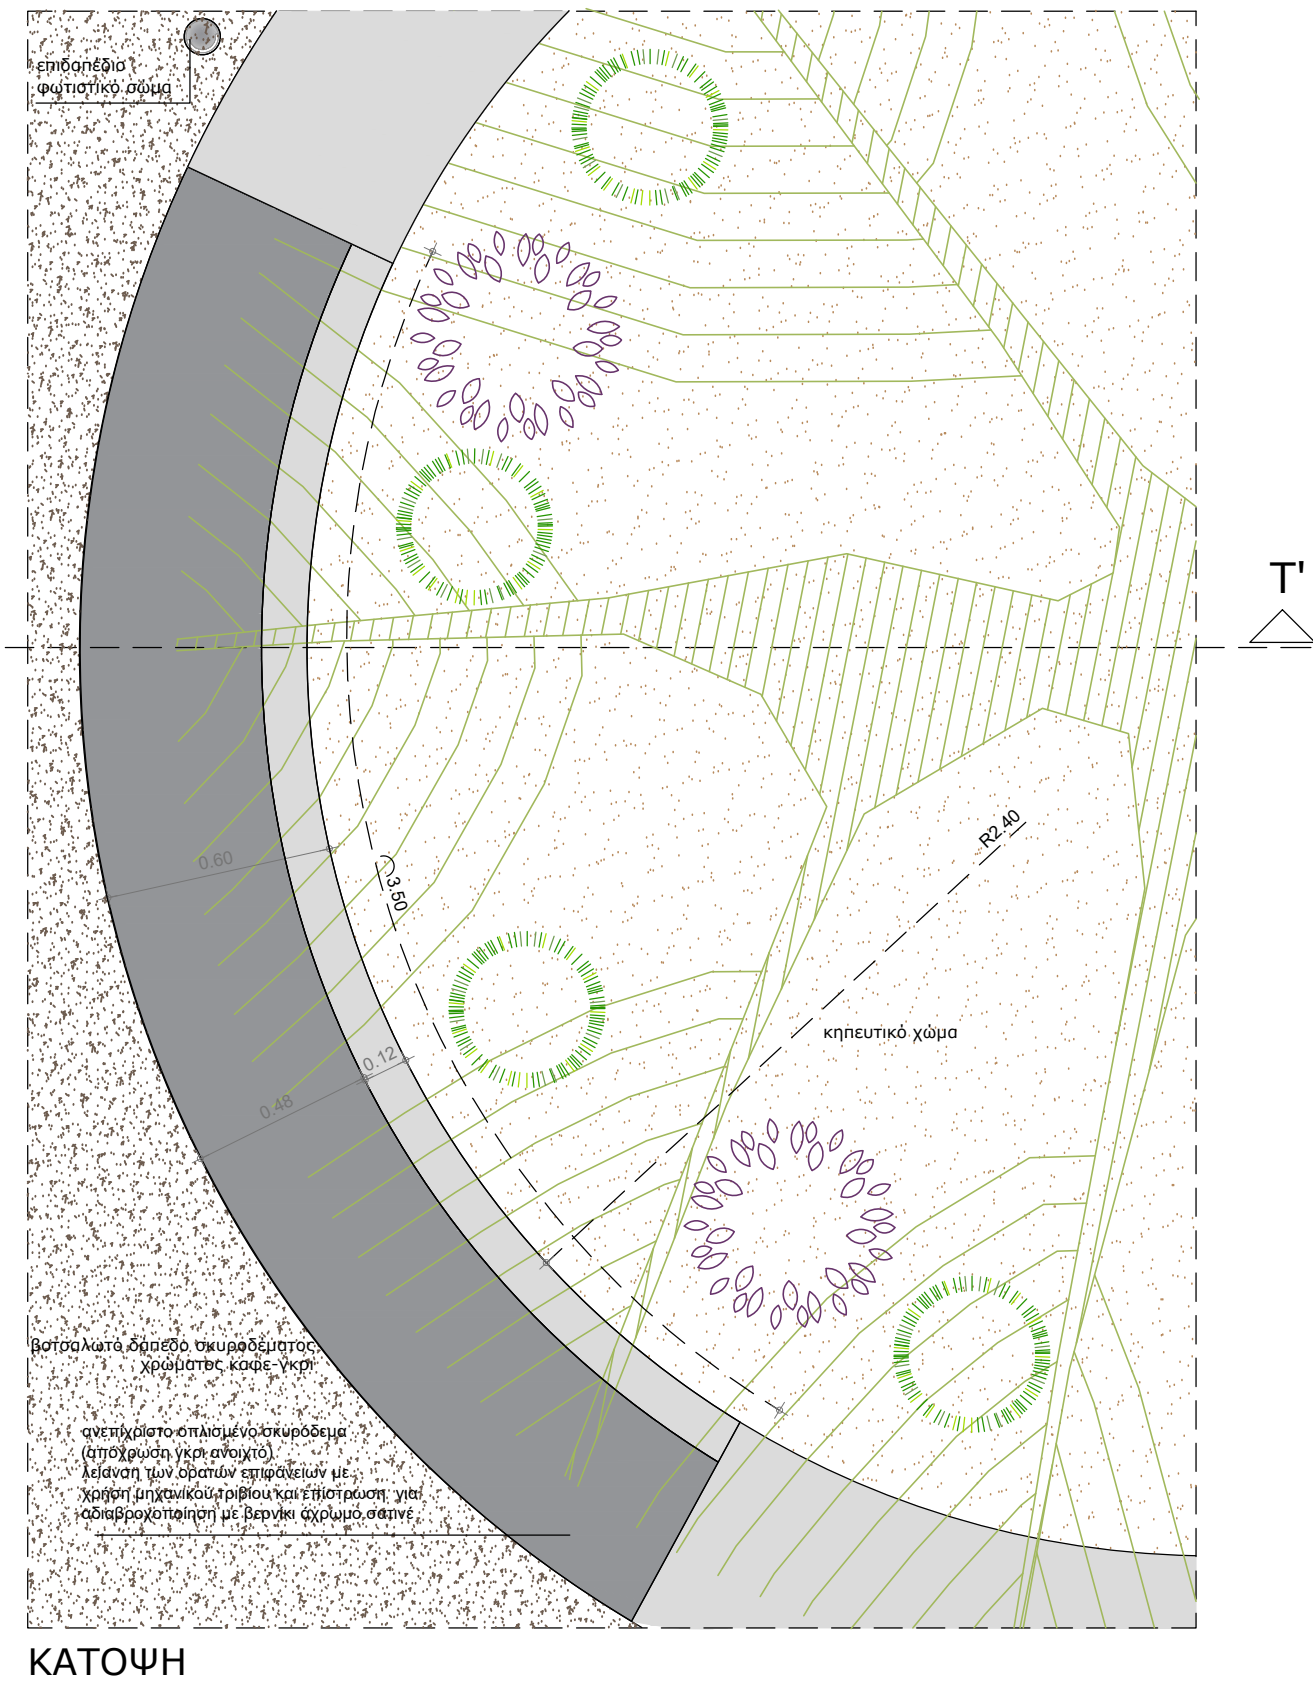 επιδαπέδιο
φωτιστικό σώμα
T'
R2.40
0.60
3.50
κηπευτικό χώμα
0.12
0.48
βοτσαλωτό δάπεδο σκυροδέματος
χρώματος καφε-γκρι
ανεπίχριστο οπλισμένο σκυρόδεμα
(απόχρωση γκρι ανοιχτό)
λείανση των ορατών επιφανειών με
χρήση μηχανικού τριβίου και επίστρωση για
αδιαβροχοποίηση με βερνίκι άχρωμο σατινέ
ΚΑΤΟΨΗ